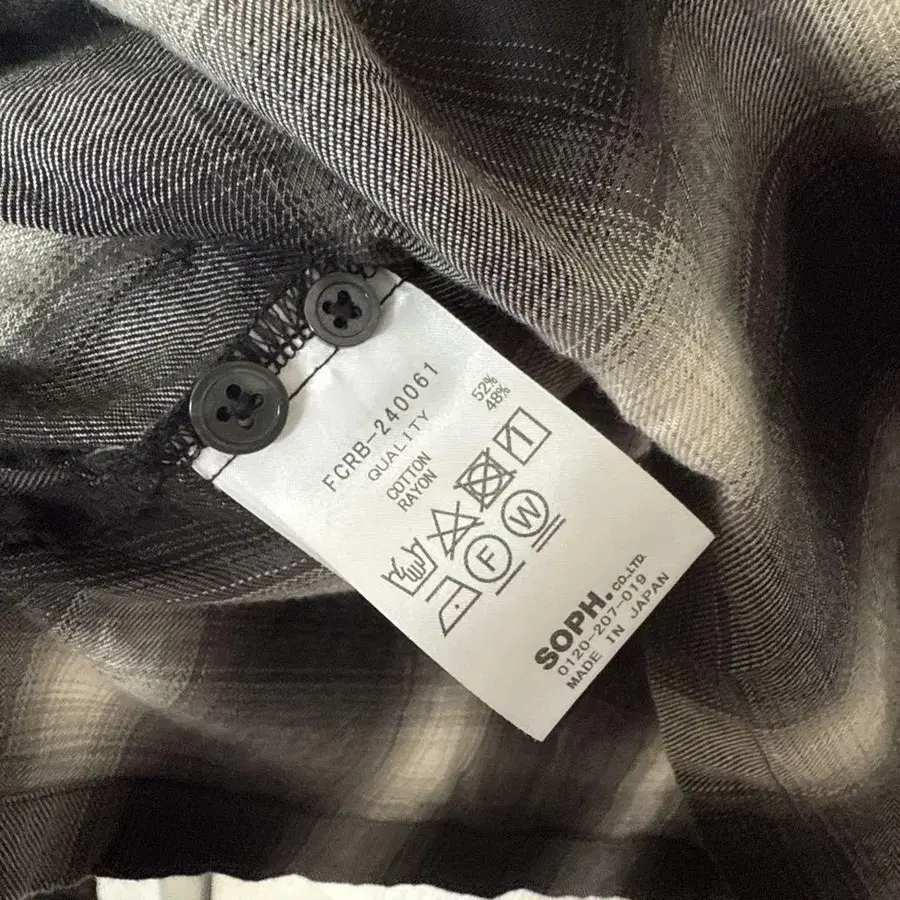 FCRB-240061
QUALITY
COTTON 52%
RAYON 48%
F W
SOPH.CO.,LTD.
0120-207-019
MADE IN JAPAN